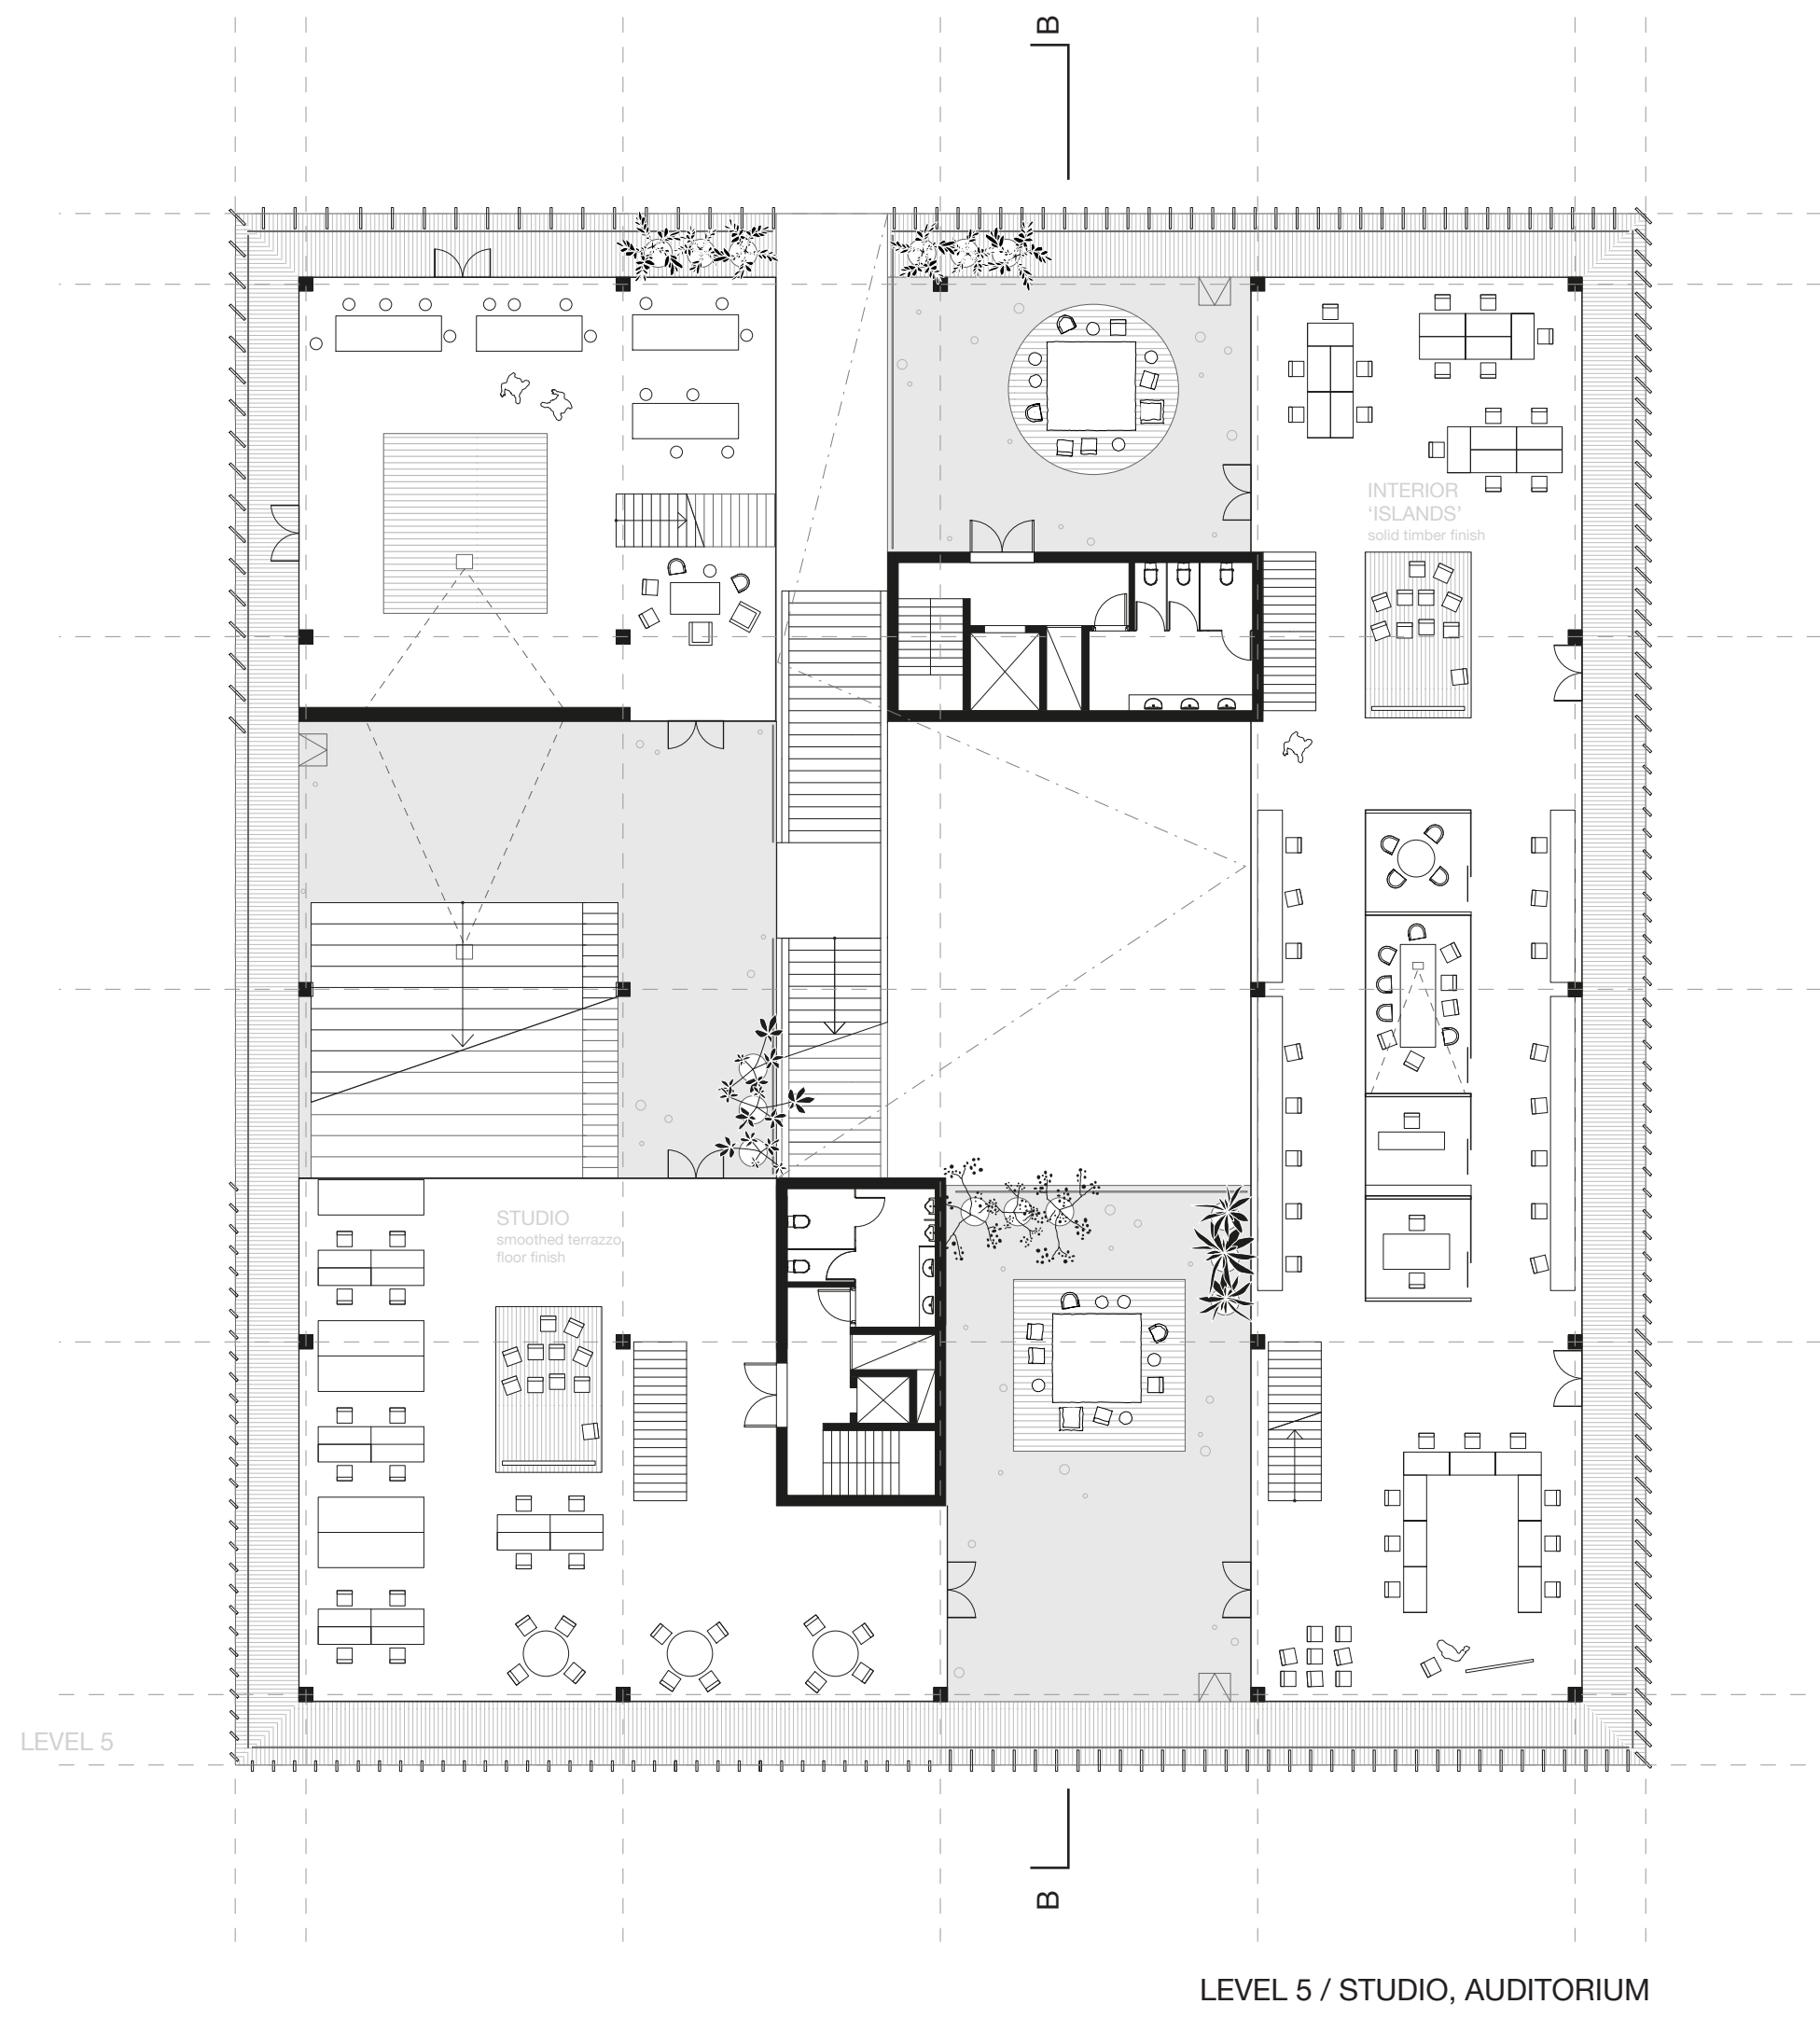 B
INTERIOR
‘ISLANDS’
solid timber finish
STUDIO
smoothed terrazzo
floor finish
LEVEL 5
B
LEVEL 5 / STUDIO, AUDITORIUM